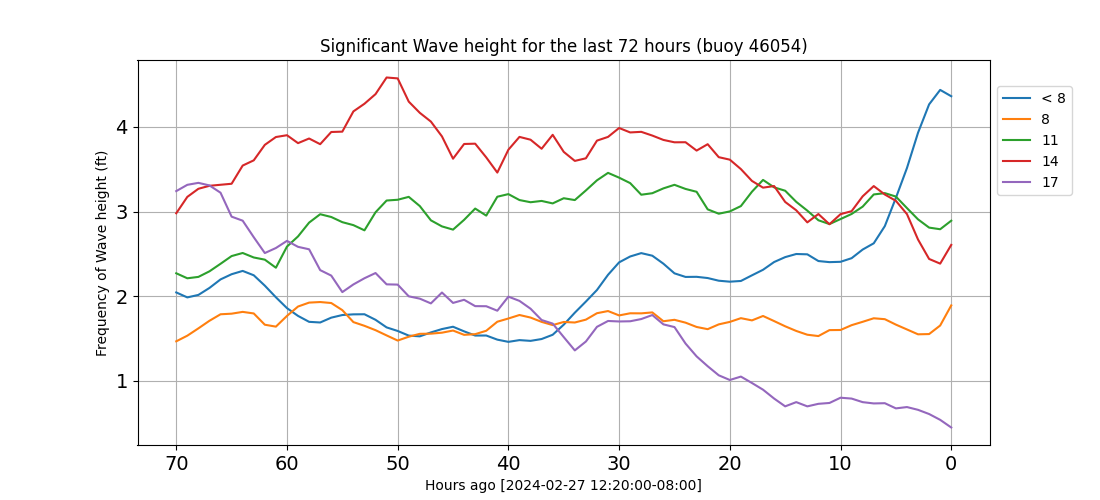 Significant Wave height for the last 72 hours (buoy 46054)
Frequency of Wave height (ft)
4
3
2
1
70 60 50 40 30 20 10 0
Hours ago [2024-02-27 12:20:00-08:00]
< 8
8
11
14
17